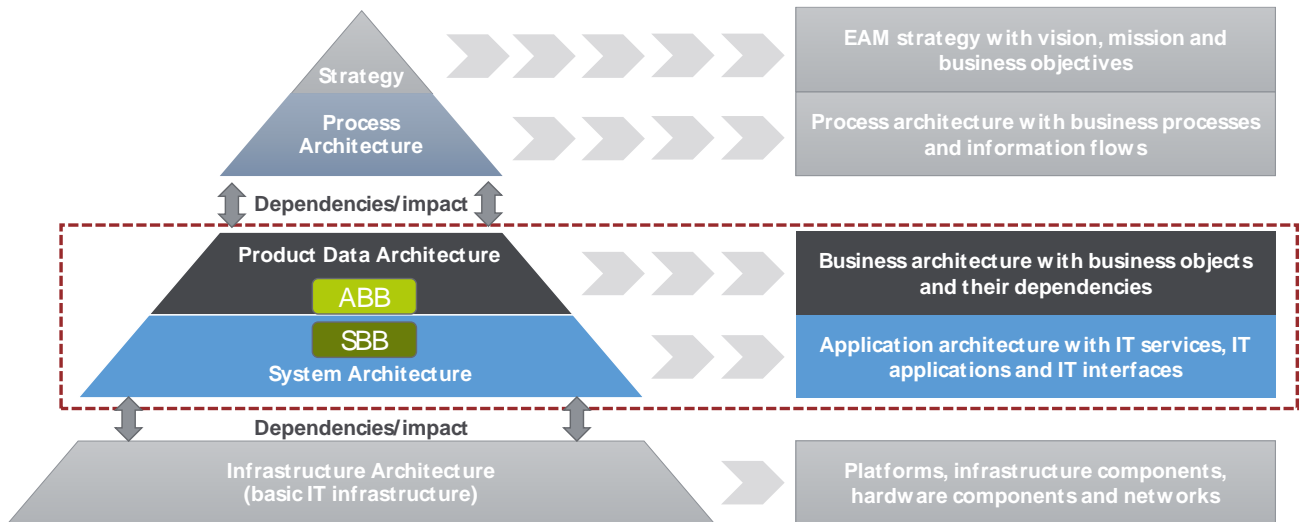 Strategy
EAM strategy with vision, mission and
business objectives
Process
Architecture
Process architecture with business processes
and information flows
Dependencies/impact
Product Data Architecture
ABB
Business architecture with business objects
and their dependencies
SBB
System Architecture
Application architecture with IT services, IT
applications and IT interfaces
Dependencies/impact
Infrastructure Architecture
(basic IT infrastructure)
Platforms, infrastructure components,
hardware components and networks